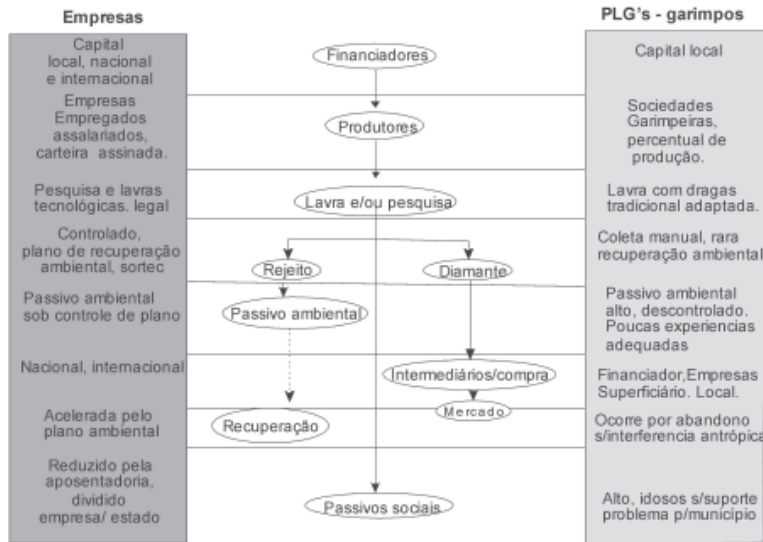 Empresas
PLG's - garimpos
Capital
local, nacional
e internacional
Financiadores
Capital local
Empresas
Empregados
assalariados,
carteira assinada.
Produtores
Sociedades
Garimpeiras,
percentual de
produção.
Pesquisa e lavras
tecnológicas. legal
Lavra e/ou pesquisa
Lavra com dragas
tradicional adaptada.
Controlado,
plano de recuperação
ambiental, sortec
Rejeito
Diamante
Coleta manual, rara
recuperação ambiental
Passivo ambiental
sob controle de plano
Passivo ambiental
Passivo ambiental
alto, descontrolado.
Poucas experiencias
adequadas
Nacional, internacional
Intermediários/compra
Financiador,Empresas
Superficiário. Local.
Mercado
Acelerada pelo
plano ambiental
Recuperação
Ocorre por abandono
s/interferencia antrópica
Reduzido pela
aposentadoria,
dividido
empresa/ estado
Passivos sociais
Alto, idosos s/suporte
problema p/município